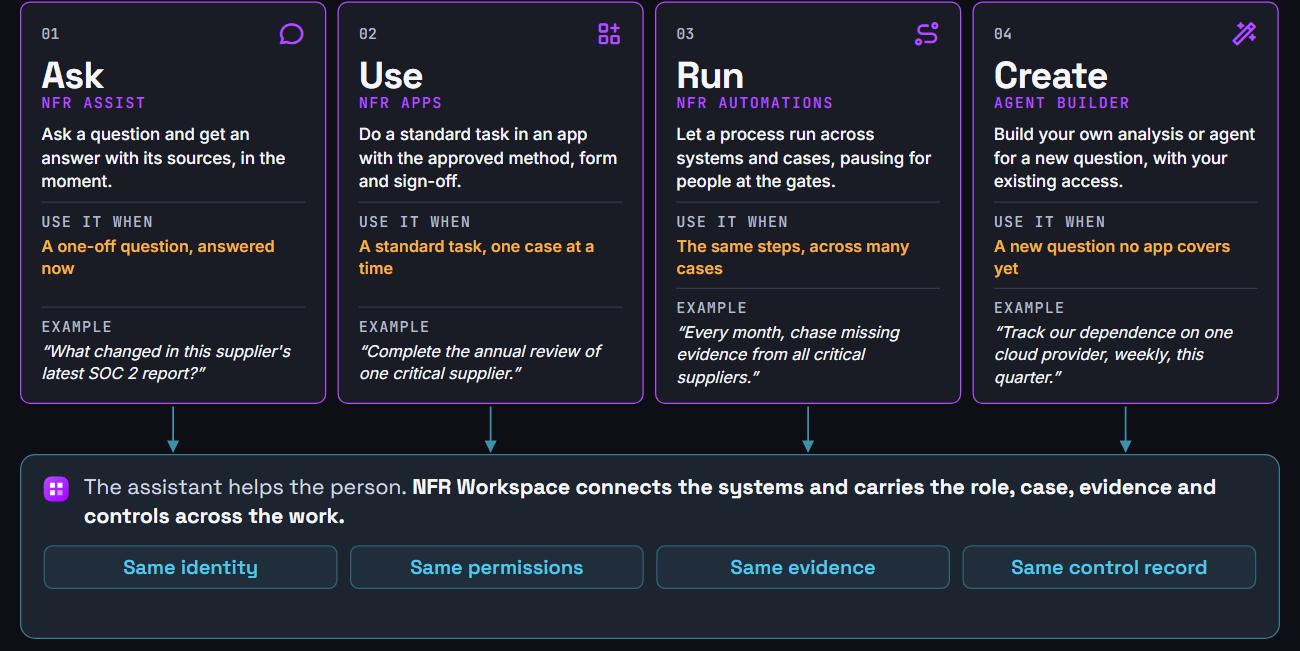 01
Ask
NFR ASSIST
Ask a question and get an
answer with its sources, in the
moment.
USE IT WHEN
A one-off question, answered
now
EXAMPLE
“What changed in this supplier's
latest SOC 2 report?”
02
Use
NFR APPS
Do a standard task in an app
with the approved method, form
and sign-off.
USE IT WHEN
A standard task, one case at a
time
EXAMPLE
“Complete the annual review of
one critical supplier.”
03
Run
NFR AUTOMATIONS
Let a process run across
systems and cases, pausing for
people at the gates.
USE IT WHEN
The same steps, across many
cases
EXAMPLE
“Every month, chase missing
evidence from all critical
suppliers.”
04
Create
AGENT BUILDER
Build your own analysis or agent
for a new question, with your
existing access.
USE IT WHEN
A new question no app covers
yet
EXAMPLE
“Track our dependence on one
cloud provider, weekly, this
quarter.”
The assistant helps the person. NFR Workspace connects the systems and carries the role, case, evidence and
controls across the work.
Same identity
Same permissions
Same evidence
Same control record